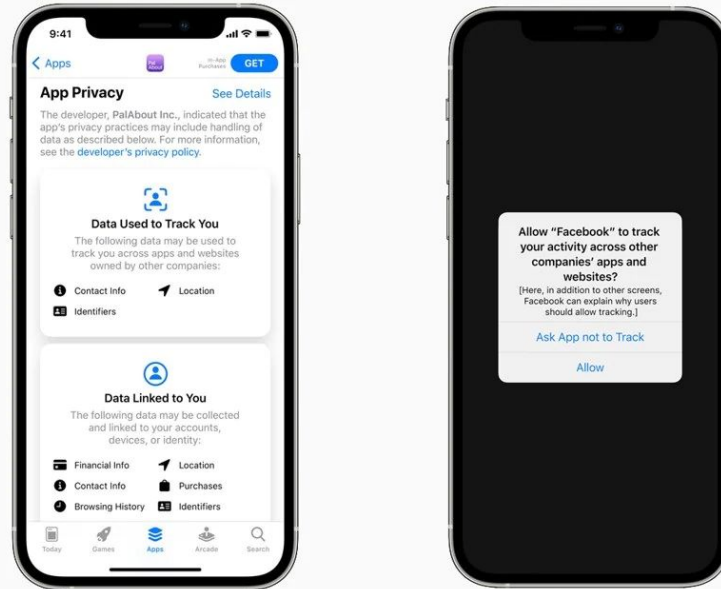 9:41
Apps
Pal About
In-App
Purchases
GET
App Privacy
See Details
The developer, PalAbout Inc., indicated that the
app's privacy practices may include handling of
data as described below. For more information,
see the developer's privacy policy.
Data Used to Track You
The following data may be used to
track you across apps and websites
owned by other companies:
Contact Info
Location
Identifiers
Data Linked to You
The following data may be collected
and linked to your accounts,
devices, or identity:
Financial Info
Location
Contact Info
Purchases
Browsing History
Identifiers
Today
Games
Apps
Arcade
Search
Allow "Facebook" to track
your activity across other
companies' apps and
websites?
[Here, in addition to other screens,
Facebook can explain why users
should allow tracking.]
Ask App not to Track
Allow